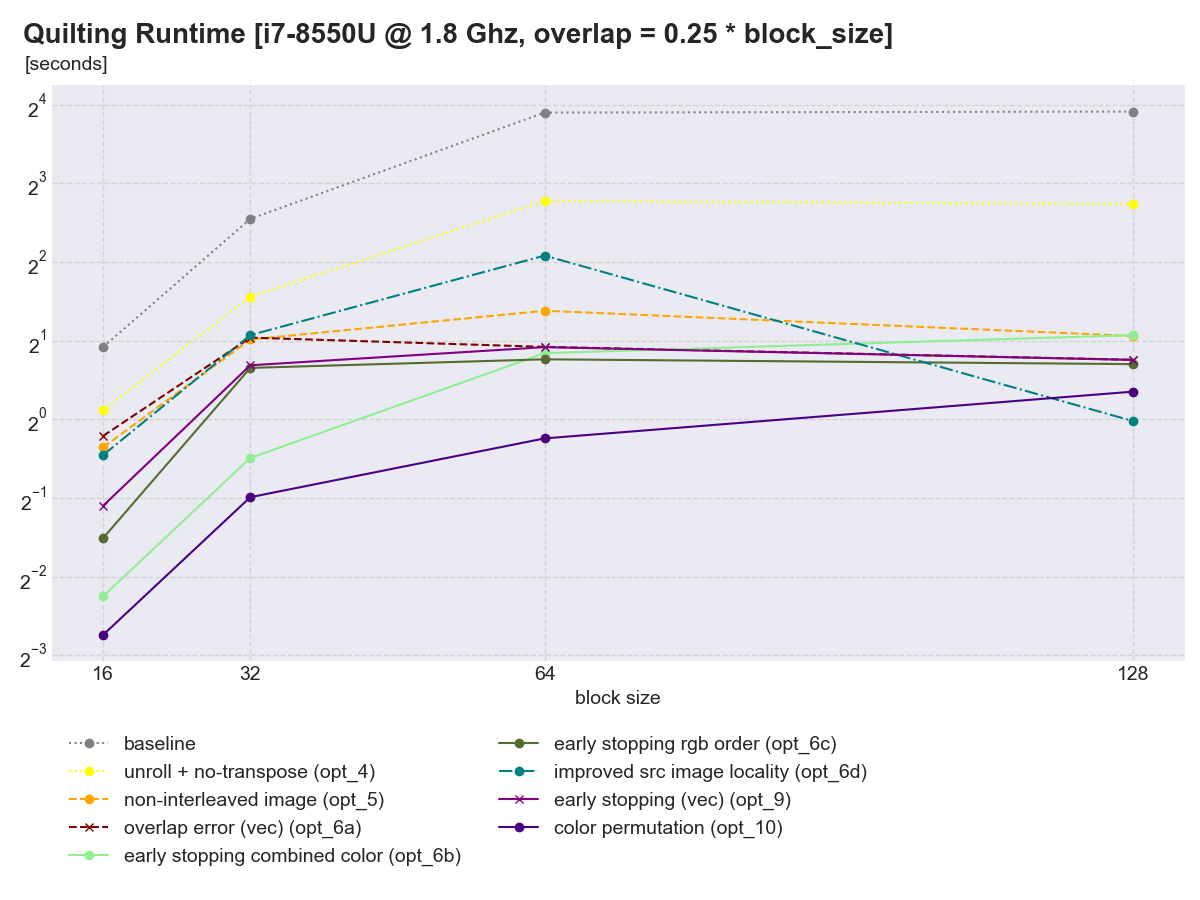 Quilting Runtime [i7-8550U @ 1.8 Ghz, overlap = 0.25 * block_size]
[seconds]
2^4
2^3
2^2
2^1
2^0
2^−1
2^−2
2^−3
16 32 64 128
block size
baseline
unroll + no-transpose (opt_4)
non-interleaved image (opt_5)
overlap error (vec) (opt_6a)
early stopping combined color (opt_6b)
early stopping rgb order (opt_6c)
improved src image locality (opt_6d)
early stopping (vec) (opt_9)
color permutation (opt_10)